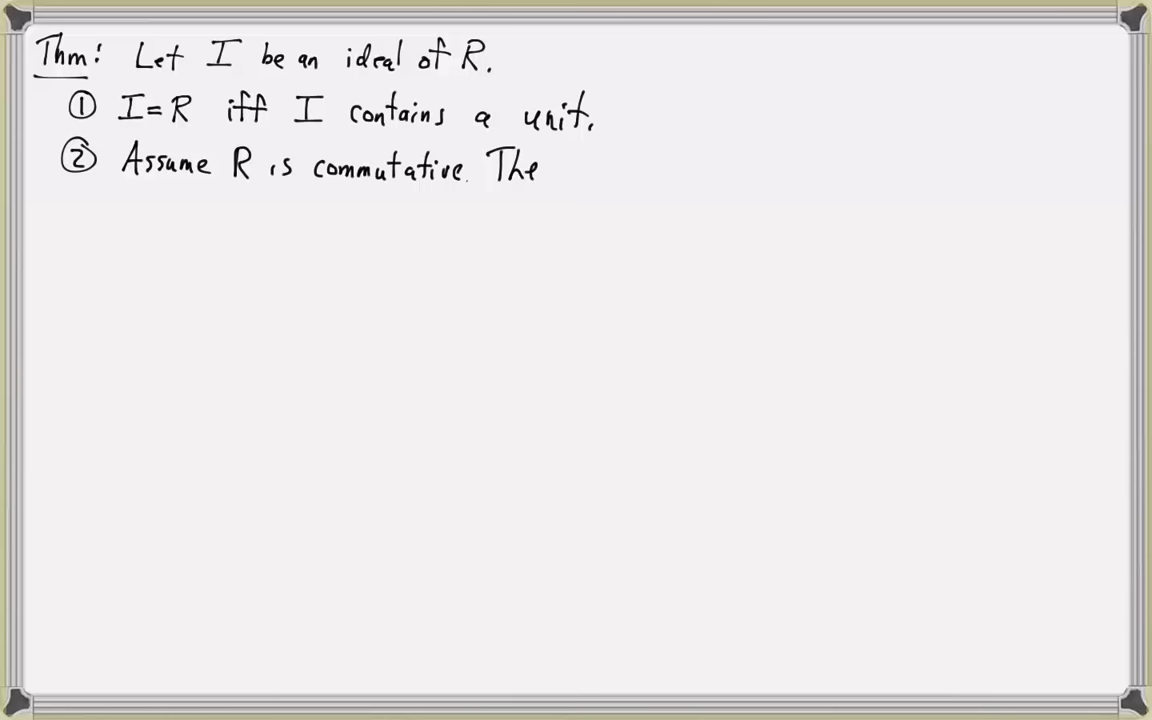 Thm: Let I be an ideal of R.
① I=R iff I contains a unit.
② Assume R is commutative. The